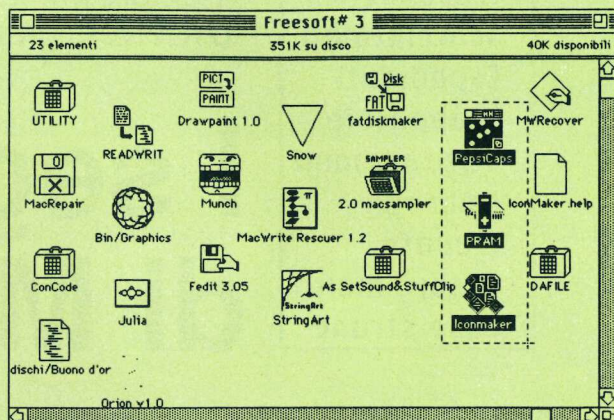 Freesoft# 3
23 elementi 351K su disco 40K disponibili
PICT
PAINT
Disk
FAT
UTILITY
Drawpaint 1.0
fatdiskmaker
MWRecover
READWRIT
Snow
PepsiCaps
SAMPLER
MacRepair
Munch
2.0 macsampler
IconMaker.help
Bin/Graphics
MacWrite Rescuer 1.2
PRAM
ConCode
Fedit 3.05
As SetSound&StuffClip
DAFILE
Julia
StringArt
StringArt
Iconmaker
dischi/Buono d'or
Orion v1.0